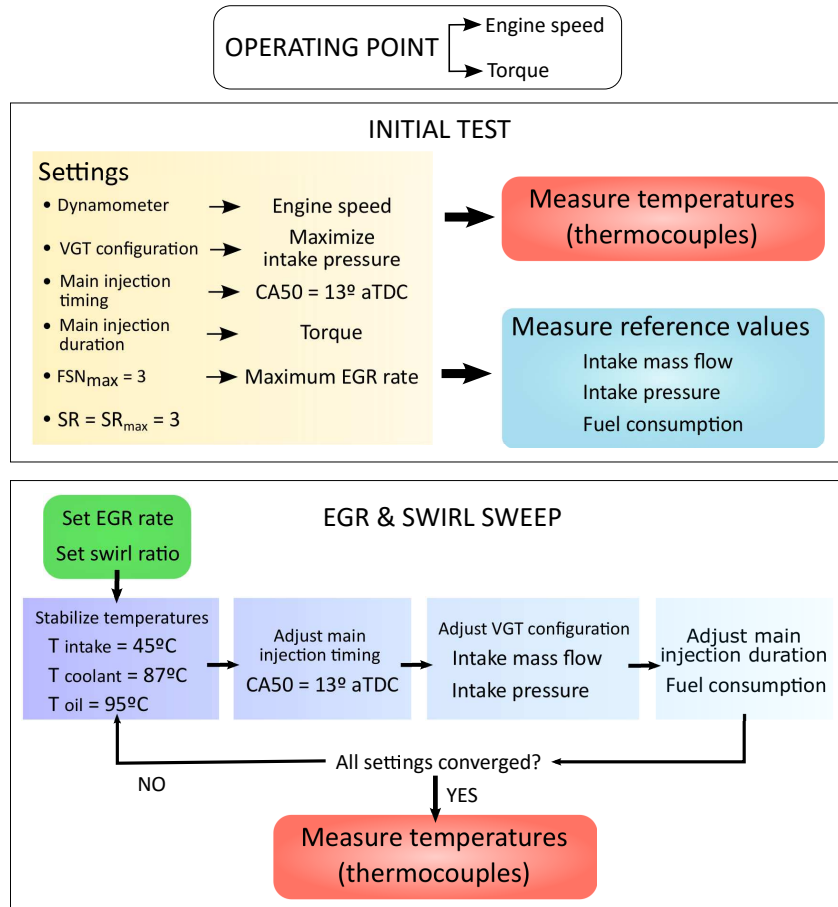 OPERATING POINT
Engine speed
Torque
INITIAL TEST
Settings
• Dynamometer
Engine speed
• VGT configuration
Maximize
intake pressure
• Main injection
timing
CA50 = 13º aTDC
• Main injection
duration
Torque
• FSNmax = 3
Maximum EGR rate
• SR = SRmax = 3
Measure temperatures
(thermocouples)
Measure reference values
Intake mass flow
Intake pressure
Fuel consumption
EGR & SWIRL SWEEP
Set EGR rate
Set swirl ratio
Stabilize temperatures
T intake = 45ºC
T coolant = 87ºC
T oil = 95ºC
Adjust main
injection timing
CA50 = 13º aTDC
Adjust VGT configuration
Intake mass flow
Intake pressure
Adjust main
injection duration
Fuel consumption
All settings converged?
NO
YES
Measure temperatures
(thermocouples)